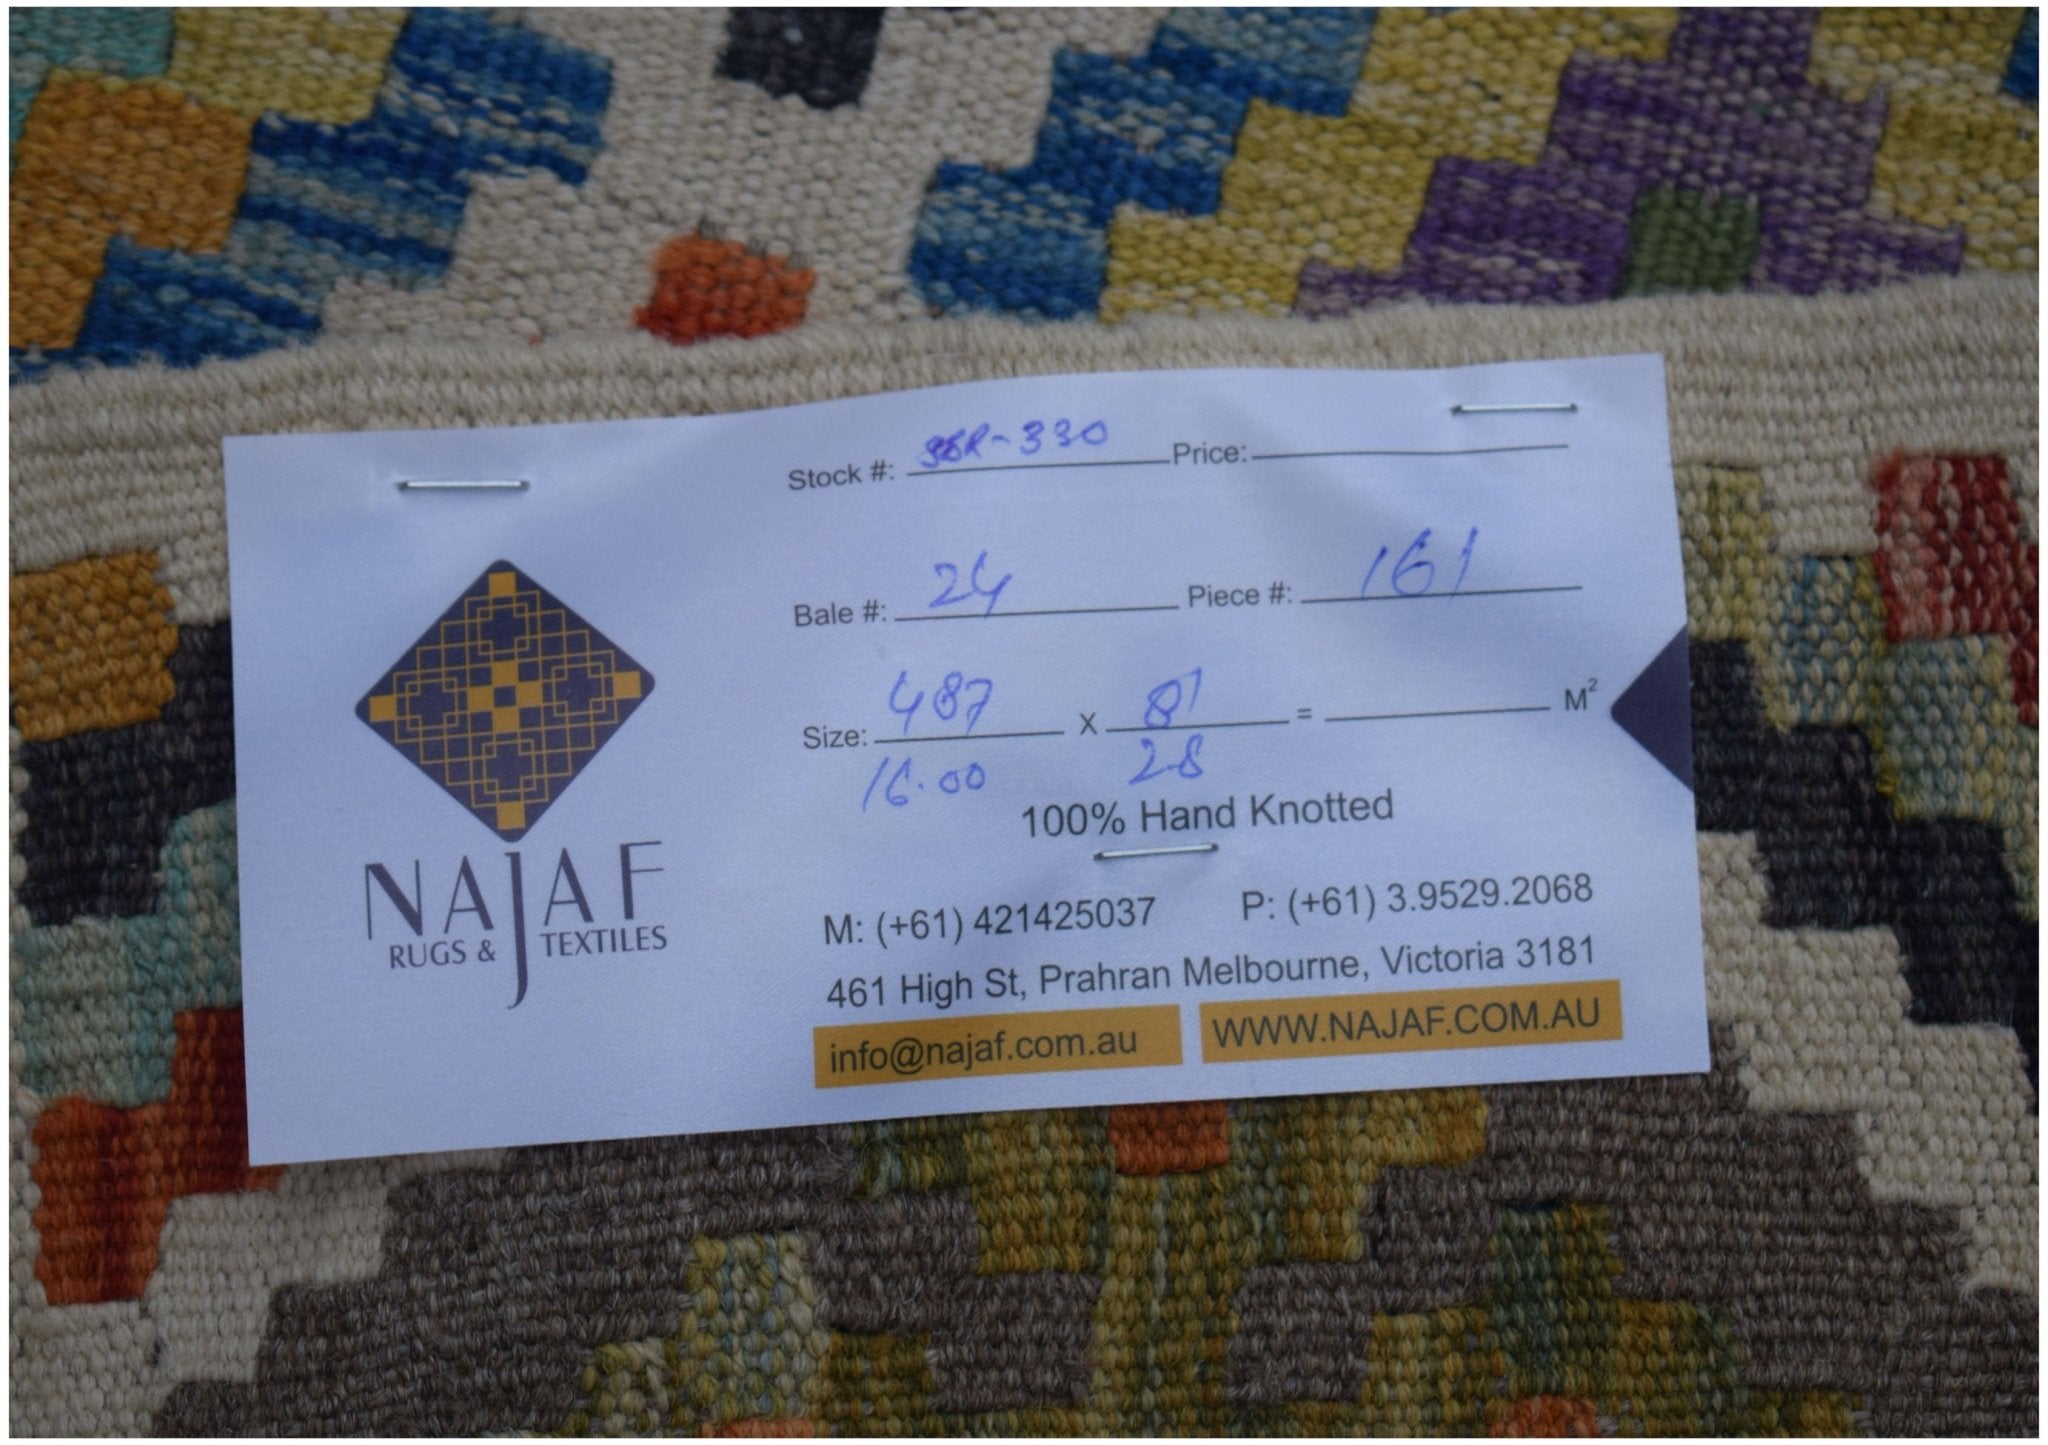 Stock #: -330 Price:
Bale #: 24 Piece #: 161
Size: 487 X 81 = M²
16.00 28
100% Hand Knotted
NAJAF
RUGS & TEXTILES
M: (+61) 421425037 P: (+61) 3.9529.2068
461 High St, Prahran Melbourne, Victoria 3181
info@najaf.com.au WWW.NAJAF.COM.AU